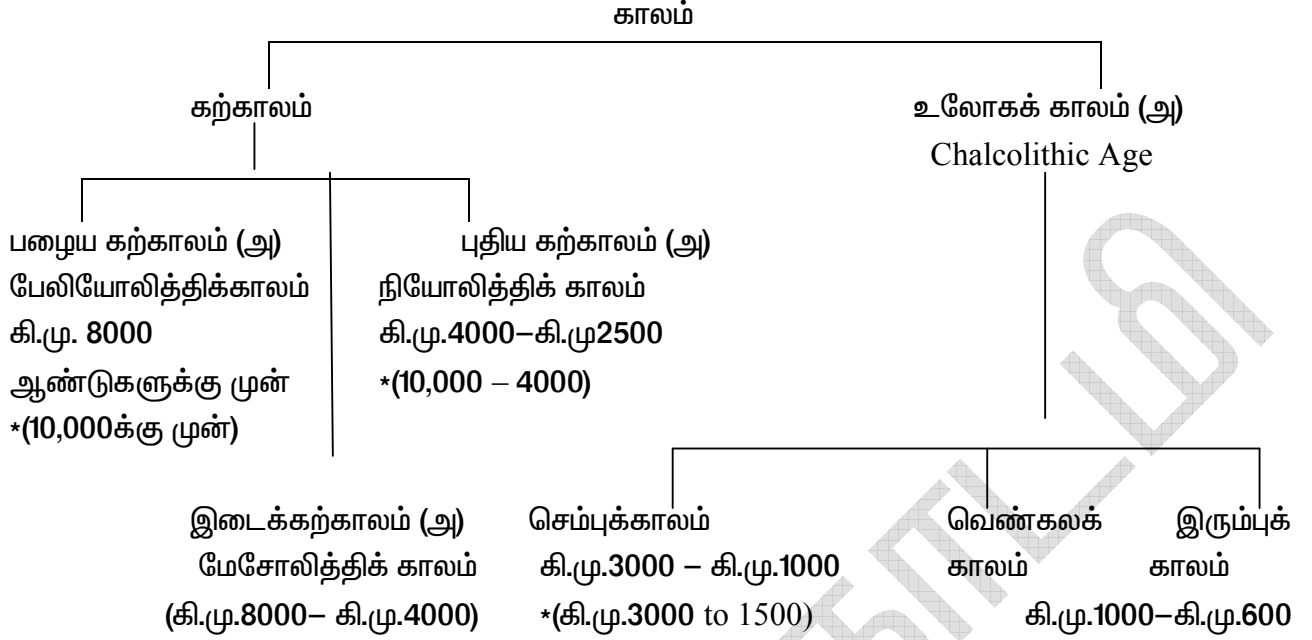 காலம்
கற்காலம்
உலோகக் காலம் (அ)
Chalcolithic Age
பழைய கற்காலம் (அ)
பேலியோலித்திக்காலம்
கி.மு. 8000
ஆண்டுகளுக்கு முன்
*(10,000க்கு முன்)
புதிய கற்காலம் (அ)
நியோலித்திக் காலம்
கி.மு.4000–கி.மு2500
*(10,000 – 4000)
இடைக்கற்காலம் (அ)
மேசோலித்திக் காலம்
(கி.மு.8000– கி.மு.4000)
செம்புக்காலம்
கி.மு.3000 – கி.மு.1000
*(கி.மு.3000 to 1500)
வெண்கலக்
காலம்
இரும்புக்
காலம்
கி.மு.1000–கி.மு.600